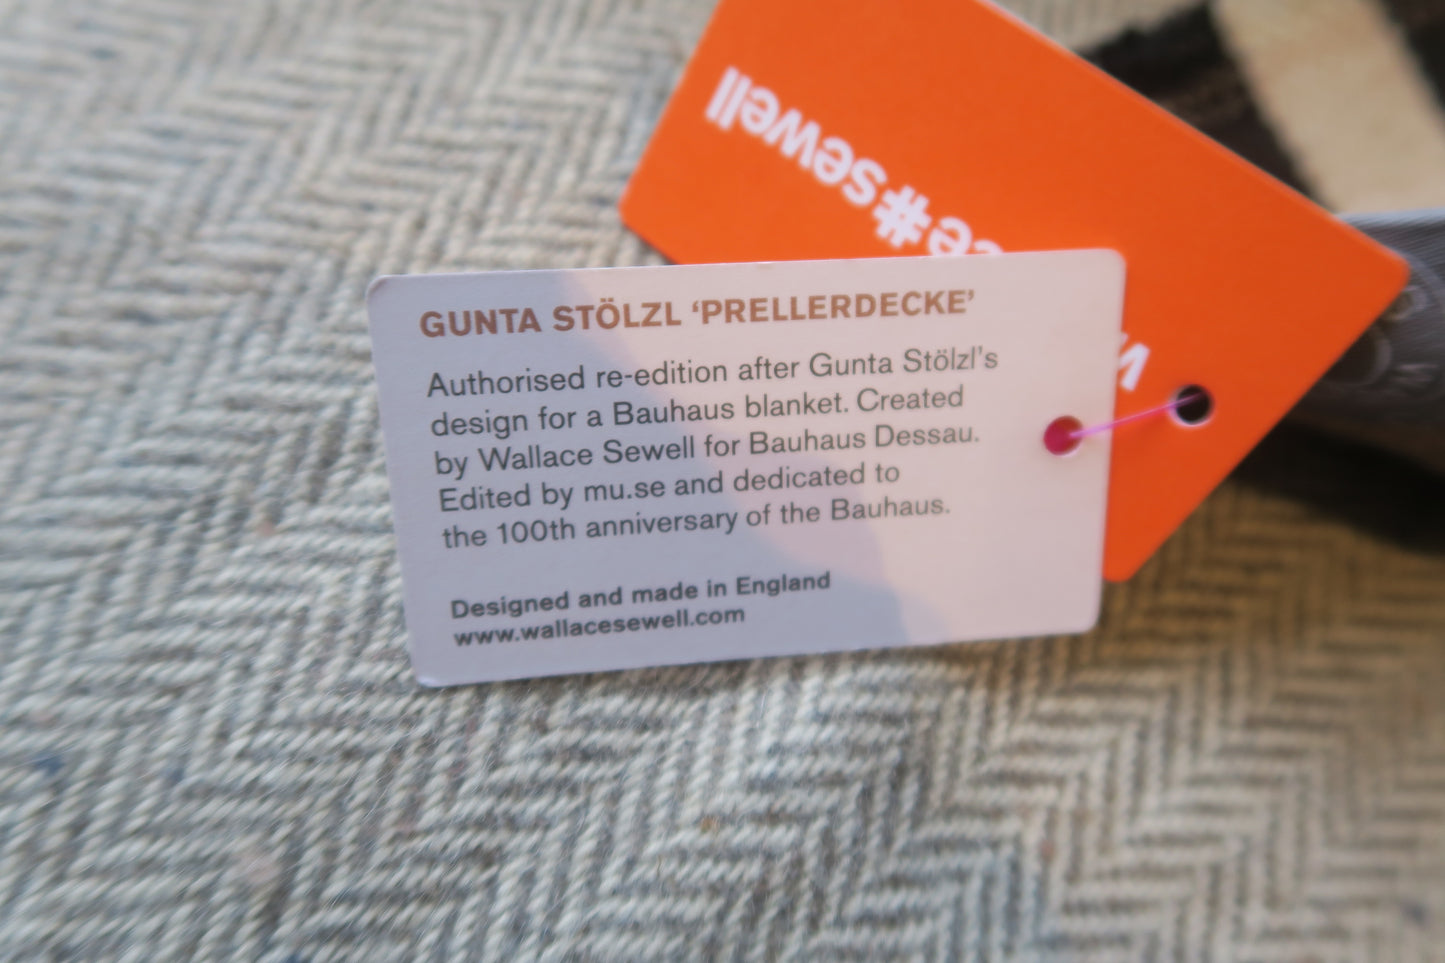 GUNTA STÖLZL ‘PRELLERDECKE’
Authorised re-edition after Gunta Stölzl's
design for a Bauhaus blanket. Created
by Wallace Sewell for Bauhaus Dessau.
Edited by mu.se and dedicated to
the 100th anniversary of the Bauhaus.
Designed and made in England
www.wallacesewell.com
#sewell